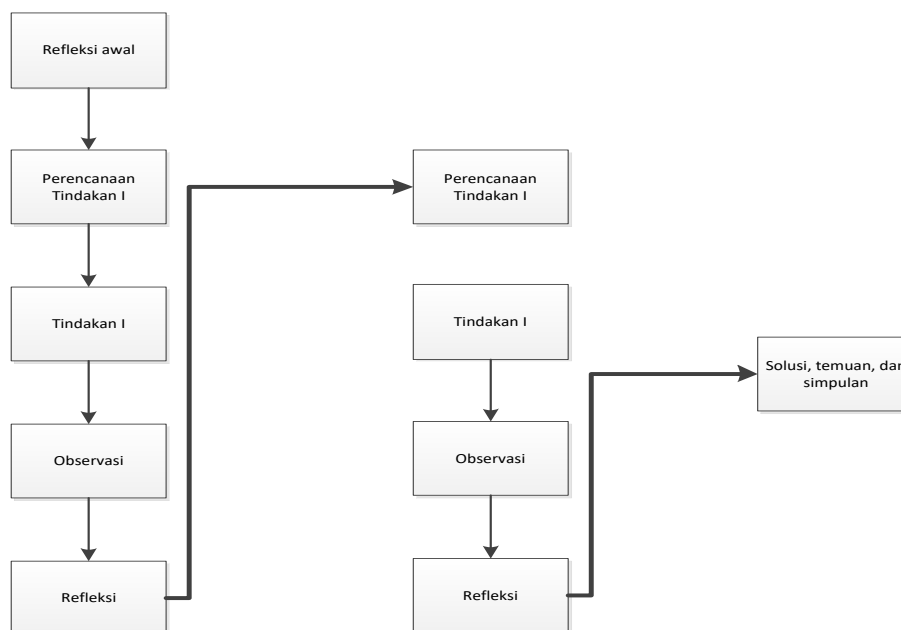 Refleksi awal
Perencanaan
Tindakan I
Tindakan I
Observasi
Refleksi
Perencanaan
Tindakan I
Tindakan I
Observasi
Refleksi
Solusi, temuan, dan
simpulan